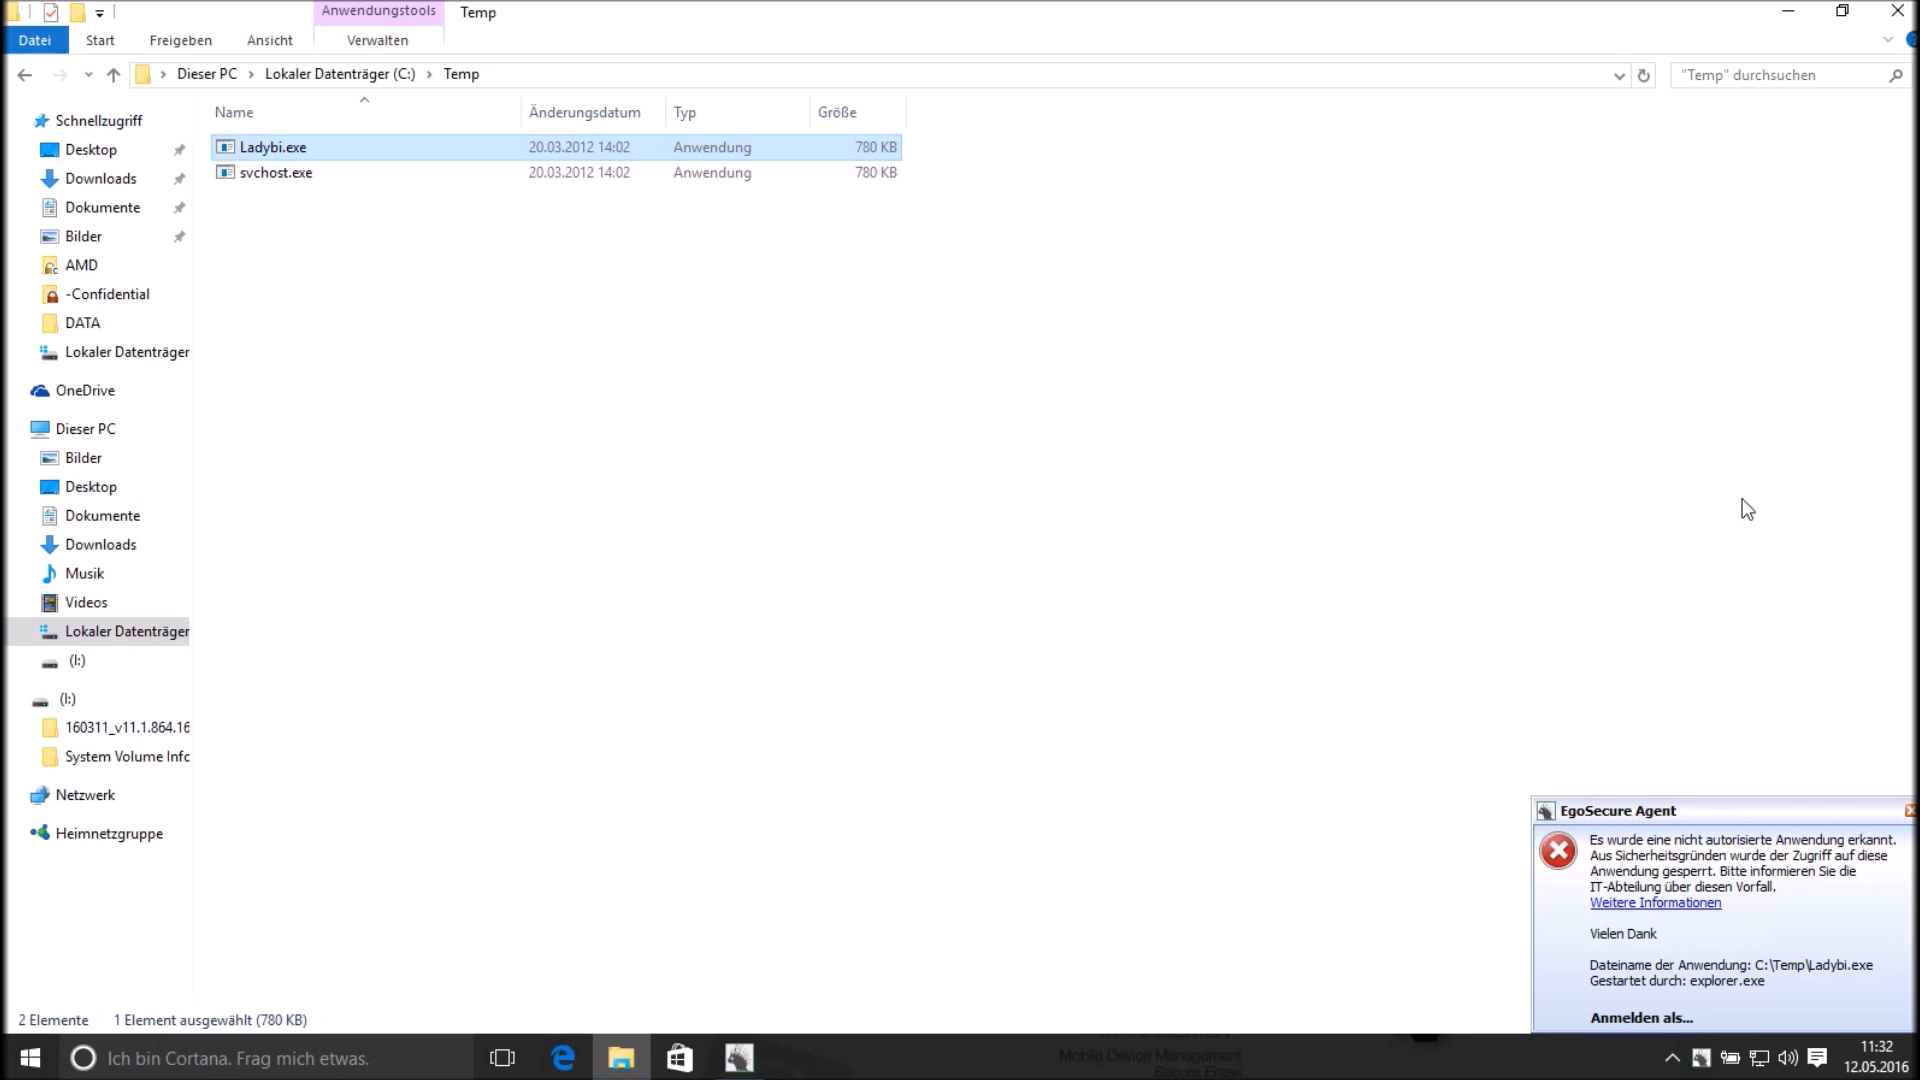 Anwendungstools
Temp
Datei
Start
Freigeben
Ansicht
Verwalten
Dieser PC
Lokaler Datenträger (C:)
Temp
"Temp" durchsuchen
Name
Änderungsdatum
Typ
Größe
Ladybi.exe 20.03.2012 14:02 Anwendung 780 KB
svchost.exe 20.03.2012 14:02 Anwendung 780 KB
Schnellzugriff
Desktop
Downloads
Dokumente
Bilder
AMD
-Confidential
DATA
Lokaler Datenträger
OneDrive
Dieser PC
Bilder
Desktop
Dokumente
Downloads
Musik
Videos
Lokaler Datenträger
(I:)
(I:)
160311_v11.1.864.16
System Volume Info
Netzwerk
Heimnetzgruppe
EgoSecure Agent
Es wurde eine nicht autorisierte Anwendung erkannt.
Aus Sicherheitsgründen wurde der Zugriff auf diese
Anwendung gesperrt. Bitte informieren Sie die
IT-Abteilung über diesen Vorfall.
Weitere Informationen
Vielen Dank
Dateiname der Anwendung: C:\Temp\Ladybi.exe
Gestartet durch: explorer.exe
Anmelden als...
2 Elemente
1 Element ausgewählt (780 KB)
Ich bin Cortana. Frag mich etwas.
Mobile Device Management
Secure Erase
11:32
12.05.2016